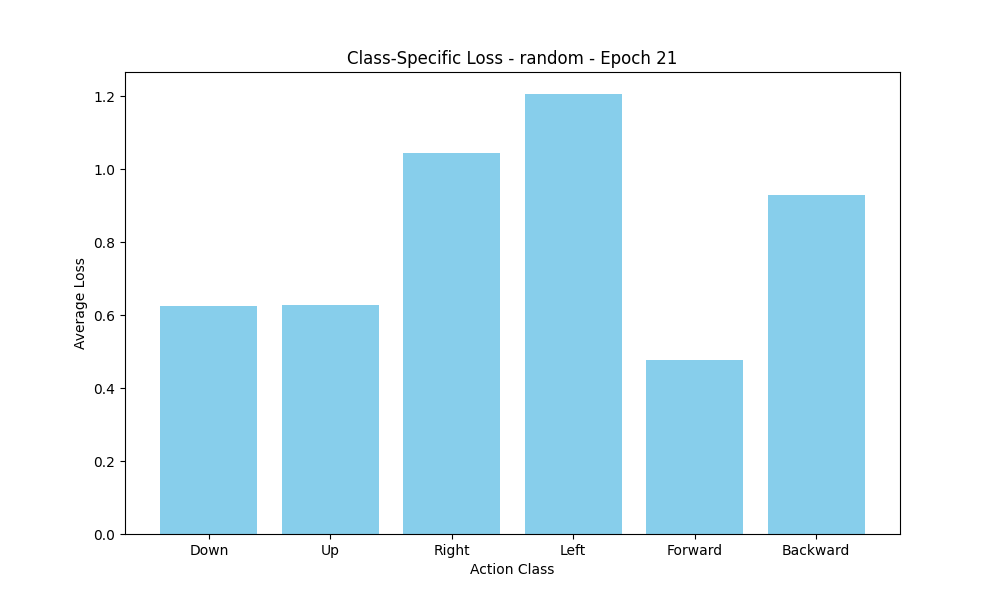 Class-Specific Loss - random - Epoch 21
Average Loss
1.2
1.0
0.8
0.6
0.4
0.2
0.0
Down Up Right Left Forward Backward
Action Class